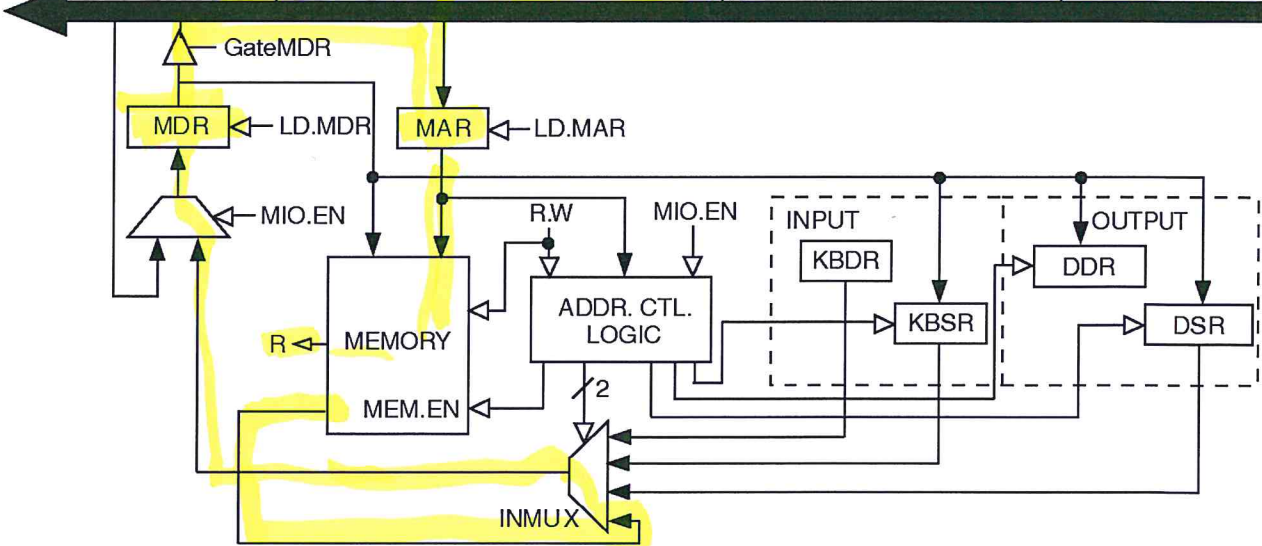 GateMDR
MDR
LD.MDR
MAR
LD.MAR
MIO.EN
R.W
MIO.EN
INPUT
OUTPUT
KBDR
DDR
ADDR. CTL.
LOGIC
KBSR
DSR
R
MEMORY
2
MEM.EN
INMUX